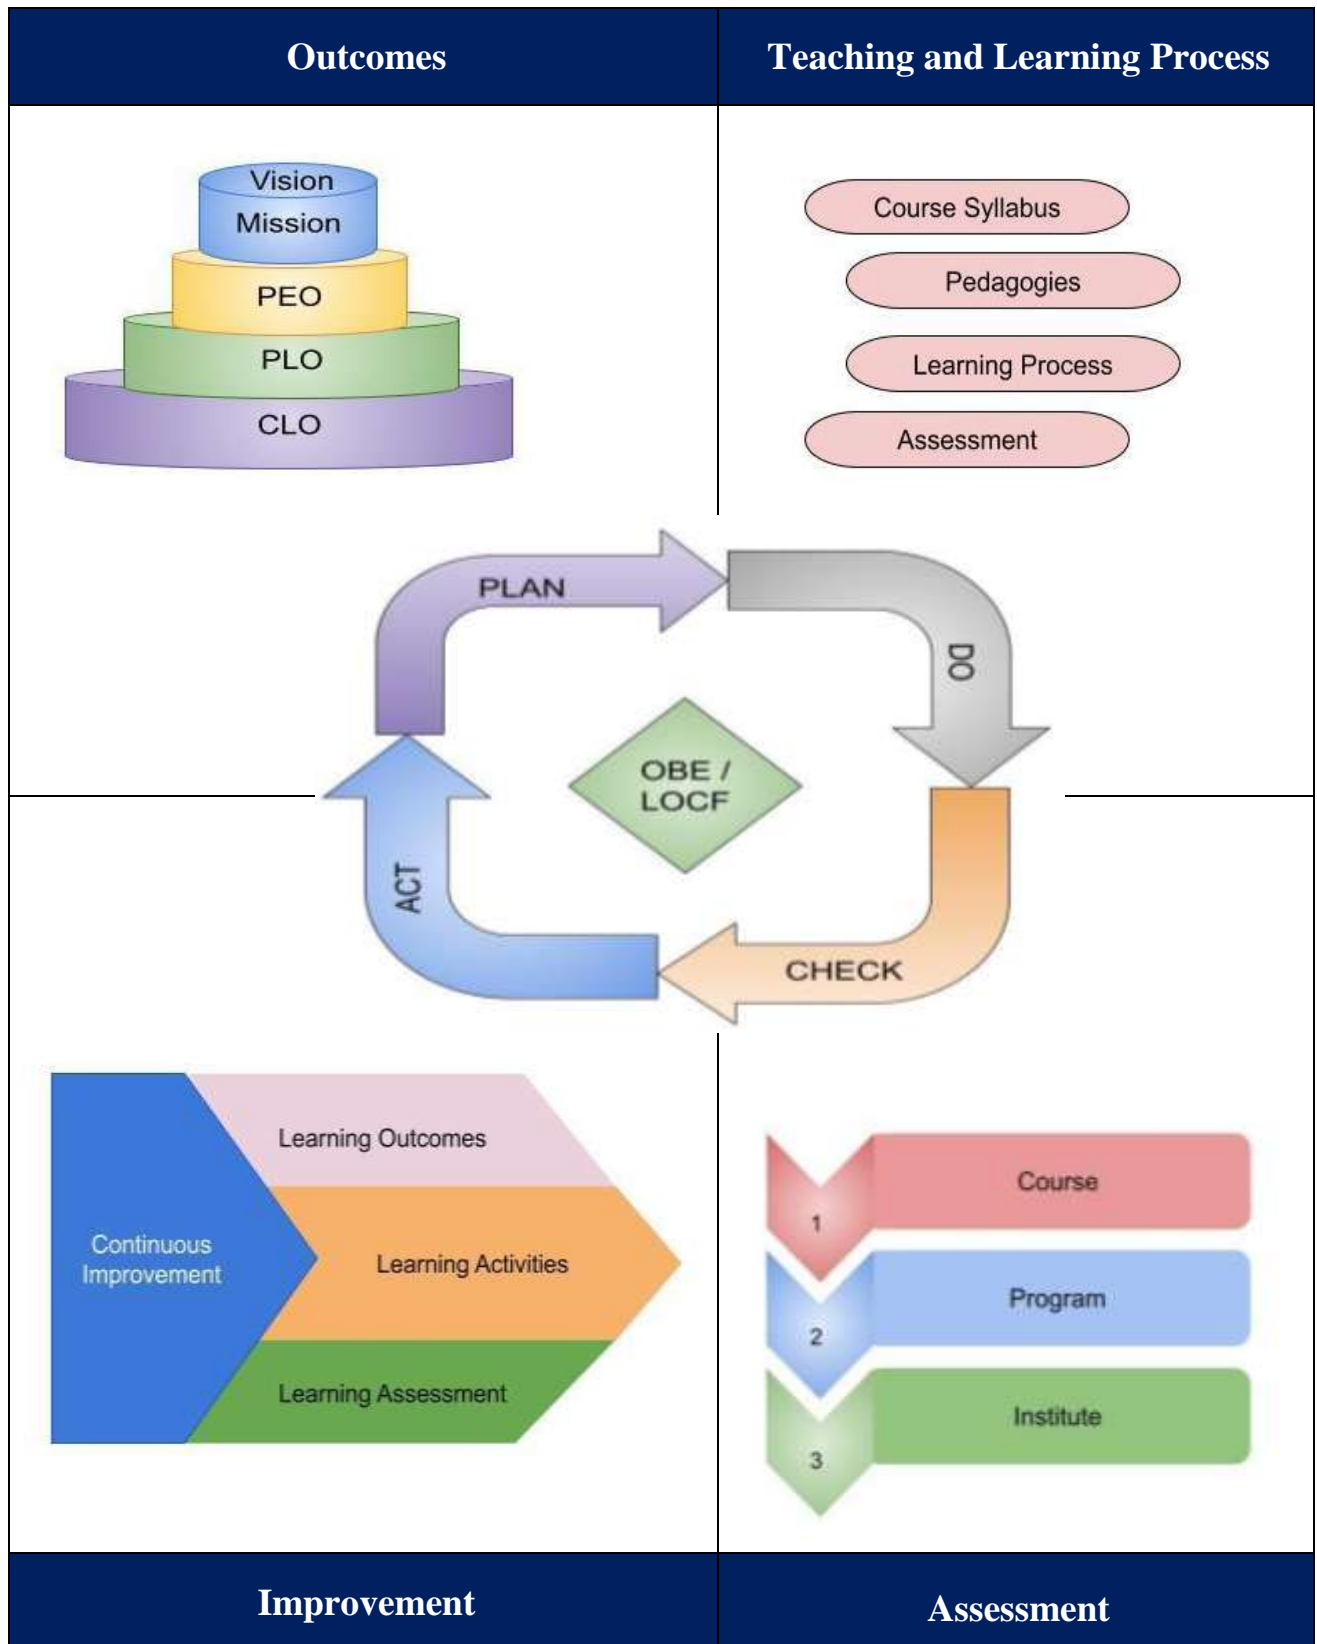 Outcomes
Teaching and Learning Process
Vision
Mission
PEO
PLO
CLO
Course Syllabus
Pedagogies
Learning Process
Assessment
PLAN
DO
OBE /
LOCF
ACT
CHECK
Learning Outcomes
Continuous
Improvement
Learning Activities
Learning Assessment
1
Course
2
Program
3
Institute
Improvement
Assessment